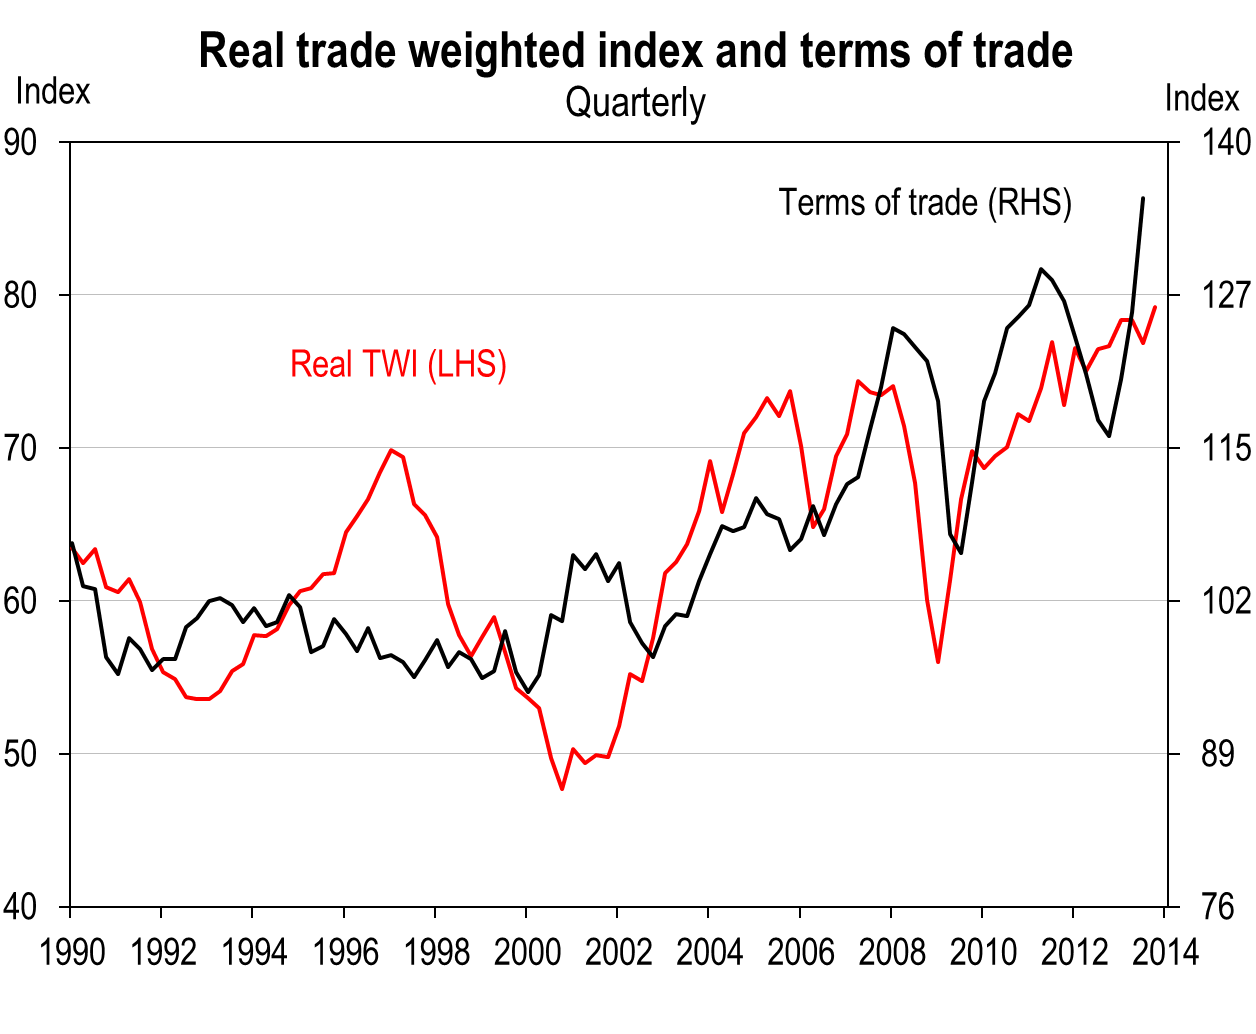 Real trade weighted index and terms of trade
Index Quarterly Index
90 140
Terms of trade (RHS)
80 127
Real TWI (LHS)
70 115
60 102
50 89
40 76
1990 1992 1994 1996 1998 2000 2002 2004 2006 2008 2010 2012 2014